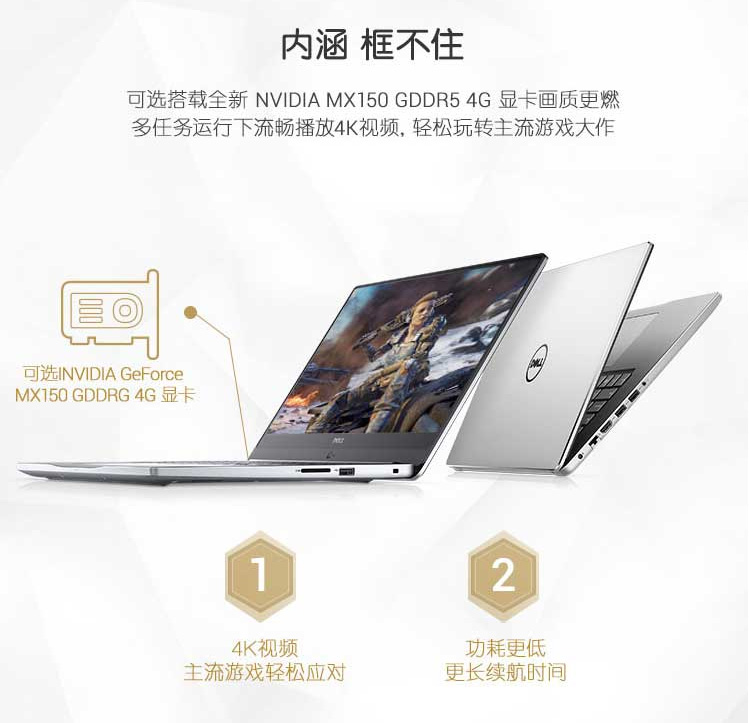 内涵 框不住
可选搭载全新 NVIDIA MX150 GDDR5 4G 显卡画质更燃
多任务运行下流畅播放4K视频, 轻松玩转主流游戏大作
可选INVIDIA GeForce
MX150 GDDRG 4G 显卡
DELL
DELL
1
2
4K视频
主流游戏轻松应对
功耗更低
更长续航时间